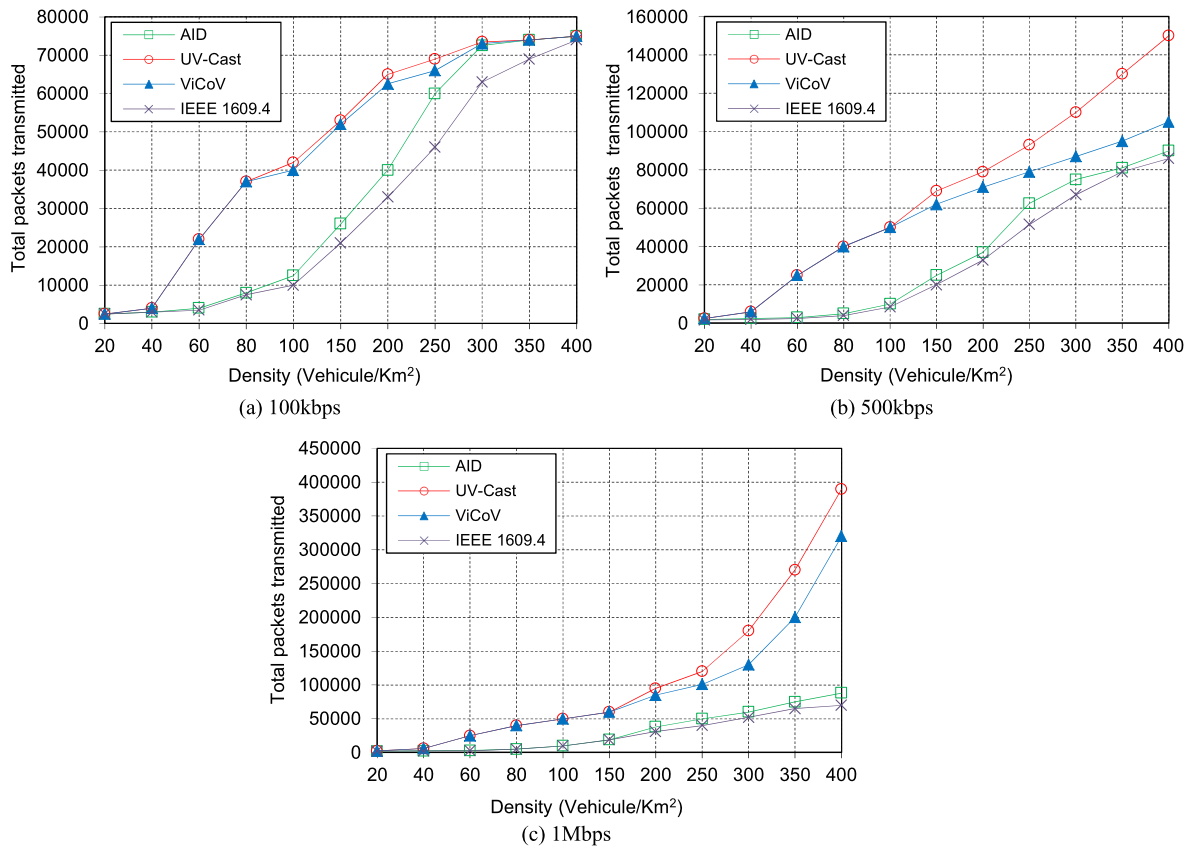 80000
70000
60000
50000
40000
30000
20000
10000
0
Total packets transmitted
AID
UV-Cast
ViCoV
IEEE 1609.4
20 40 60 80 100 150 200 250 300 350 400
Density (Vehicule/Km²)
(a) 100kbps
160000
140000
120000
100000
80000
60000
40000
20000
0
Total packets transmitted
AID
UV-Cast
ViCoV
IEEE 1609.4
20 40 60 80 100 150 200 250 300 350 400
Density (Vehicule/Km²)
(b) 500kbps
450000
400000
350000
300000
250000
200000
150000
100000
50000
0
Total packets transmitted
AID
UV-Cast
ViCoV
IEEE 1609.4
20 40 60 80 100 150 200 250 300 350 400
Density (Vehicule/Km²)
(c) 1Mbps